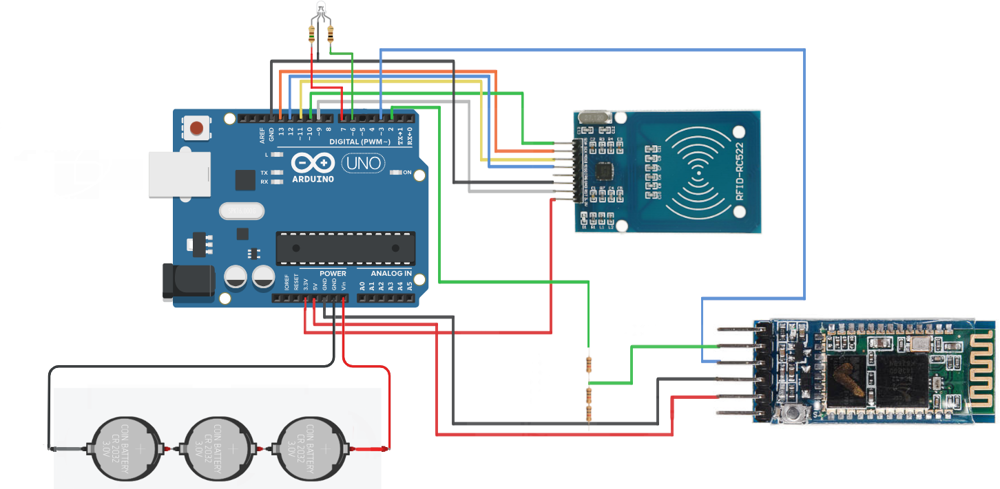 AREF
GND
13
12
~11
~10
~9
8
7
~6
~5
4
~3
2
TX→1
RX←0
DIGITAL (PWM~)
L
TX
RX
ARDUINO
UNO
ON
POWER
ANALOG IN
IOREF
RESET
3.3V
5V
GND
GND
Vin
A0
A1
A2
A3
A4
A5
RFID-RC522
COIN BATTERY
CR 2032
3.0V
COIN BATTERY
CR 2032
3.0V
COIN BATTERY
CR 2032
3.0V